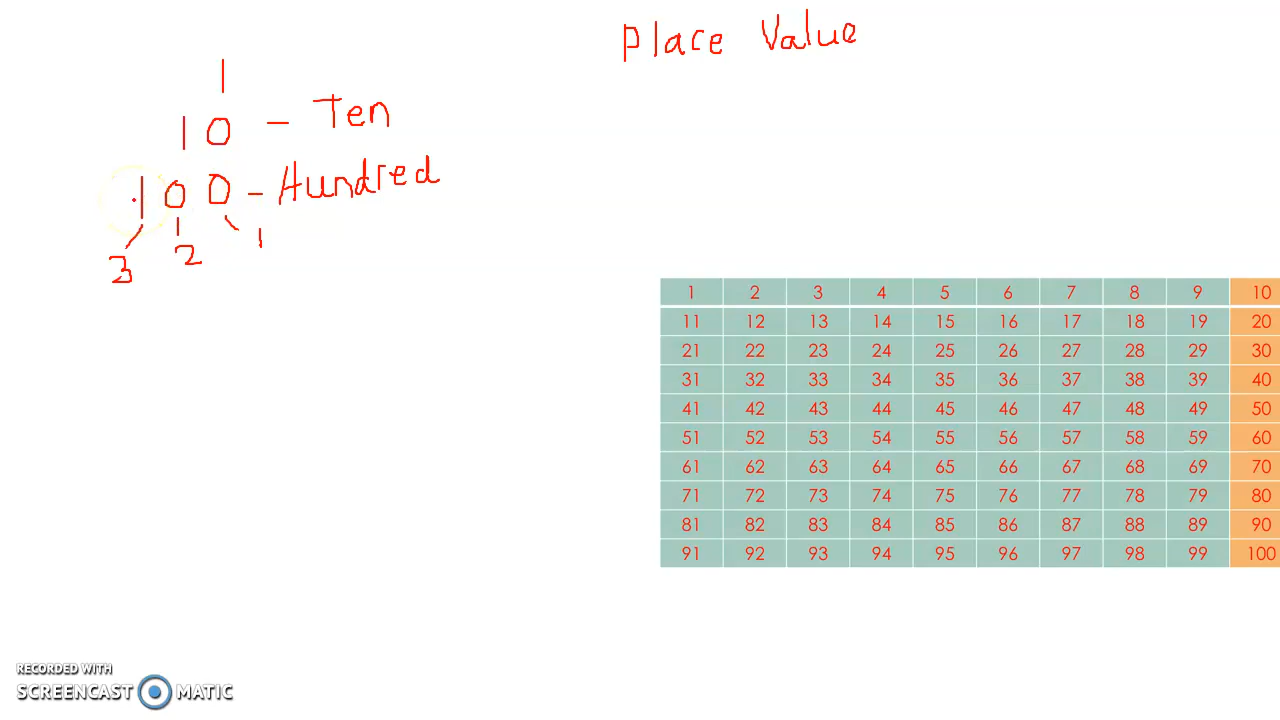 Place Value
1
10 - Ten
100 - Hundred
3 2 1
1 2 3 4 5 6 7 8 9 10
11 12 13 14 15 16 17 18 19 20
21 22 23 24 25 26 27 28 29 30
31 32 33 34 35 36 37 38 39 40
41 42 43 44 45 46 47 48 49 50
51 52 53 54 55 56 57 58 59 60
61 62 63 64 65 66 67 68 69 70
71 72 73 74 75 76 77 78 79 80
81 82 83 84 85 86 87 88 89 90
91 92 93 94 95 96 97 98 99 100
RECORDED WITH
SCREENCAST MATIC